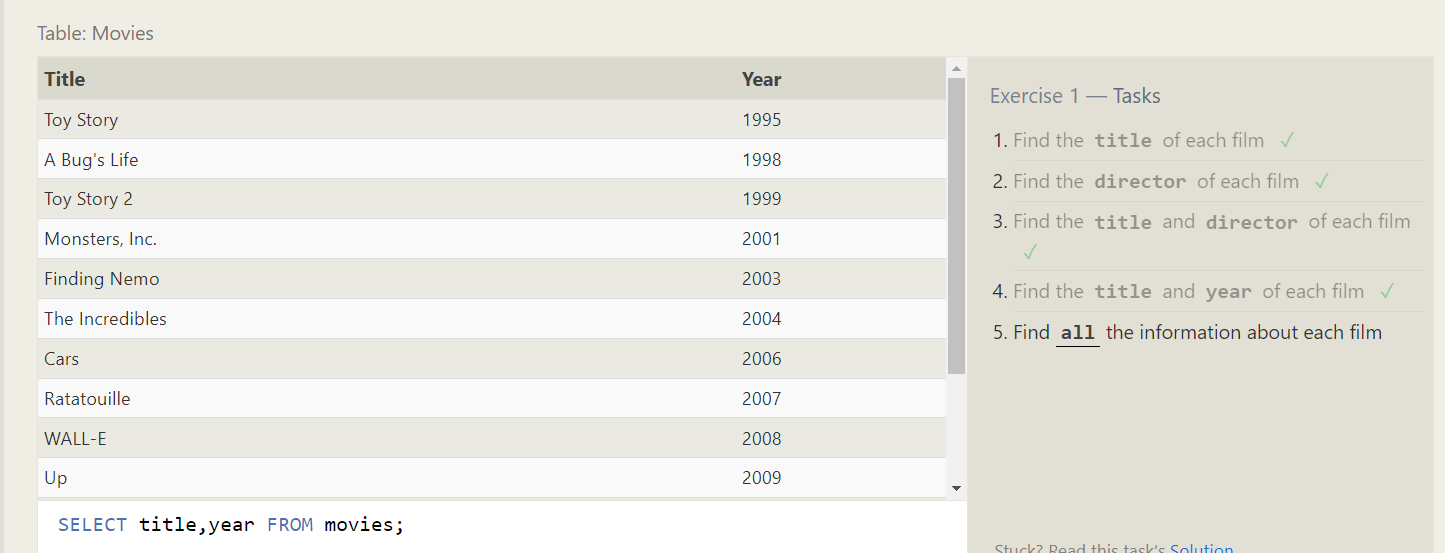 Table: Movies
Title Year
Toy Story 1995
A Bug's Life 1998
Toy Story 2 1999
Monsters, Inc. 2001
Finding Nemo 2003
The Incredibles 2004
Cars 2006
Ratatouille 2007
WALL-E 2008
Up 2009
SELECT title,year FROM movies;
Exercise 1 — Tasks
1. Find the title of each film ✓
2. Find the director of each film ✓
3. Find the title and director of each film
✓
4. Find the title and year of each film ✓
5. Find all the information about each film
Stuck? Read this task's Solution